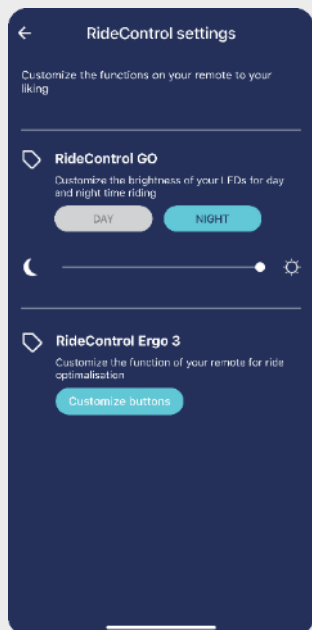 RideControl settings
Customize the functions on your remote to your
liking
RideControl GO
Customize the brightness of your LEDs for day
and night time riding
DAY NIGHT
RideControl Ergo 3
Customize the function of your remote for ride
optimalisation
Customize buttons